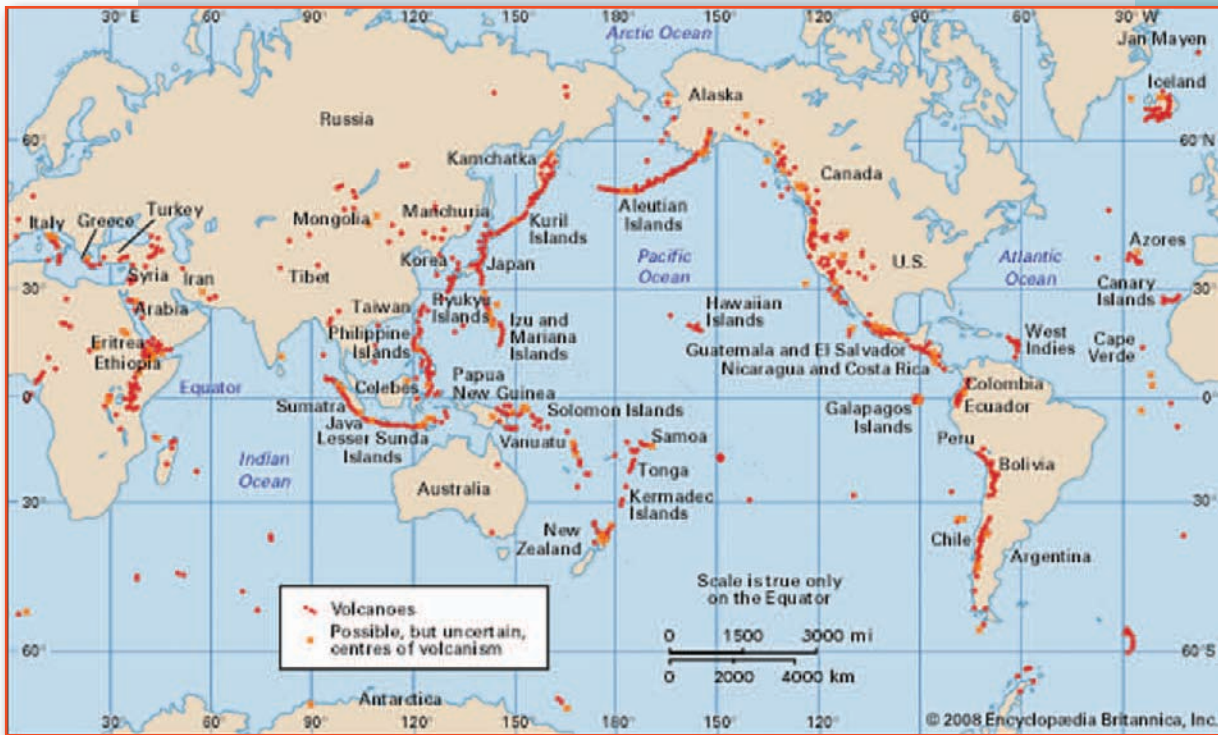 30° E 60° 90° 120° 150° 180° 150° 120° 90° 60° 30° W
Arctic Ocean
Jan Mayen
Iceland
Alaska
Russia
60° 60°N
Kamchatka
Canada
Aleutian
Islands
Kuril
Islands
Mongolia
Manchuria
Italy
Greece
Turkey
Korea
Japan
Pacific
Ocean
U.S.
Atlantic
Ocean
Azores
Syria
Iran
Tibet
30° 30°
Canary
Islands
Arabia
Taiwan
Ryukyu
Islands
Hawaiian
Islands
Philippine
Islands
Izu and
Mariana
Islands
West
Indies
Cape
Verde
Eritrea
Ethiopia
Guatemala and El Salvador
Nicaragua and Costa Rica
Equator
Celebes
Papua
New Guinea
Colombia
Ecuador
0° 0°
Sumatra
Java
Lesser Sunda
Islands
Solomon Islands
Galapagos
Islands
Vanuatu
Samoa
Peru
Bolivia
Indian
Ocean
Tonga
Australia
30° 30°
Kermadec
Islands
New
Zealand
Chile
Argentina
Scale is true only
on the Equator
0 1500 3000 mi
0 2000 4000 km
Volcanoes
Possible, but uncertain,
centres of volcanism
60° 60°S
Antarctica
30° 60° 90° 120° 150° 180° 150° 120°
© 2008 Encyclopædia Britannica, Inc.